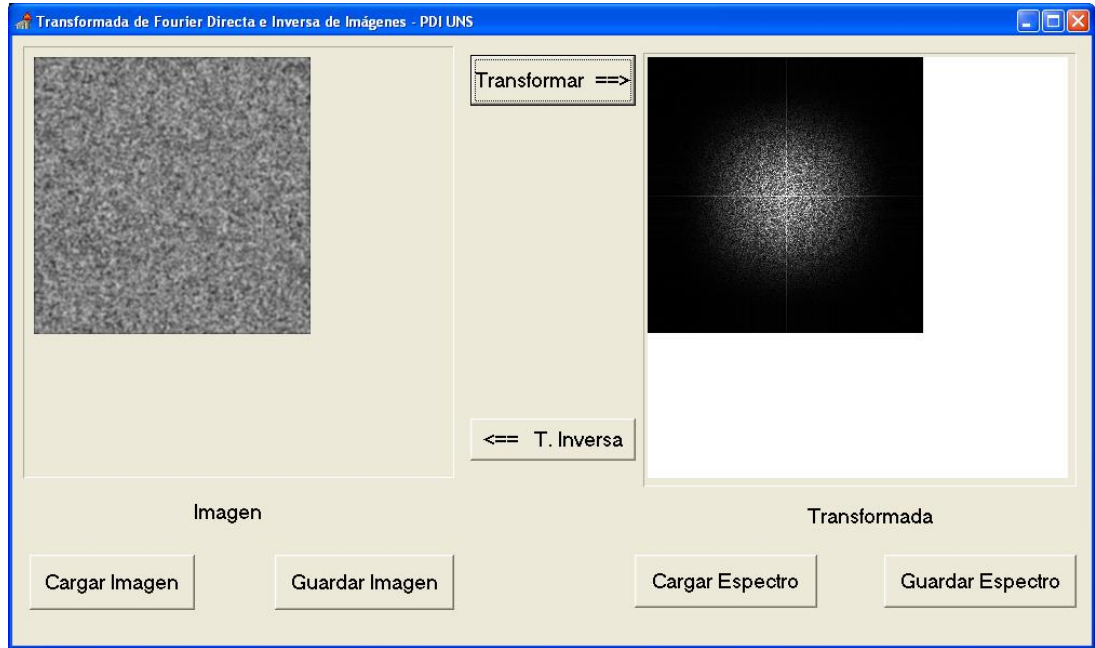 Transformada de Fourier Directa e Inversa de Imágenes - PDI UNS
Transformar ==>
<== T. Inversa
Imagen
Transformada
Cargar Imagen
Guardar Imagen
Cargar Espectro
Guardar Espectro